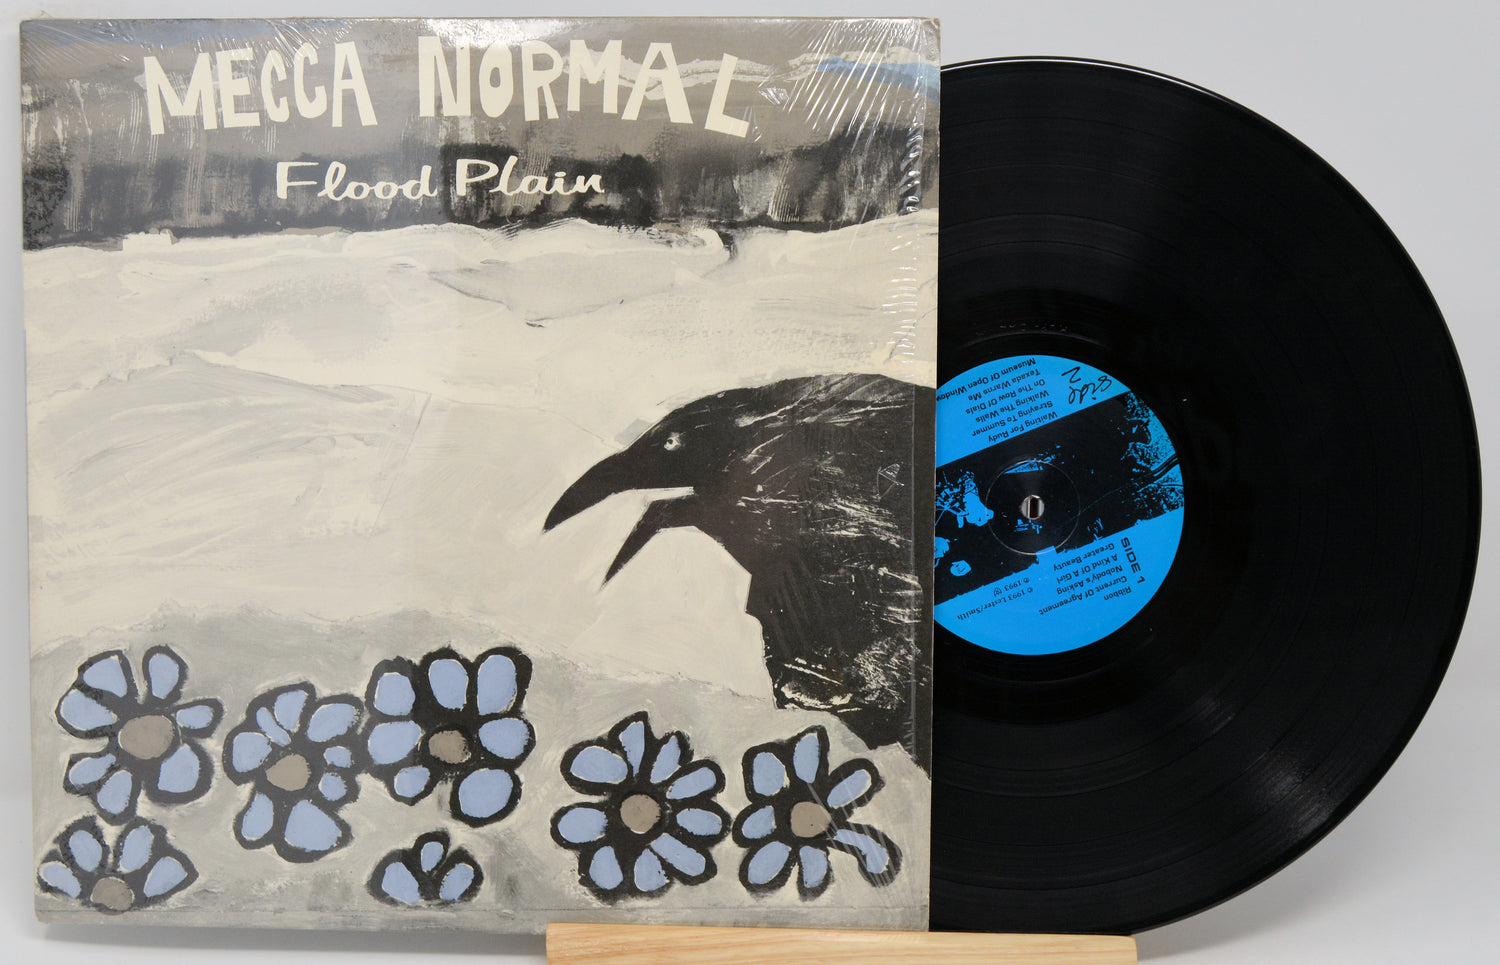 MECCA NORMAL
Flood Plain
SIDE 1
Ribbon
Current Of Agreement
Nobody's Asking
A Kind Of A Girl
Greater Beauty
© 1993 Lester/Smith
℗ 1993
Side 2
Waiting For Rudy
Straying To Summer
Walking The Walls
On The Row Of Dials
Texada Warns Me
Museum Of Open Window